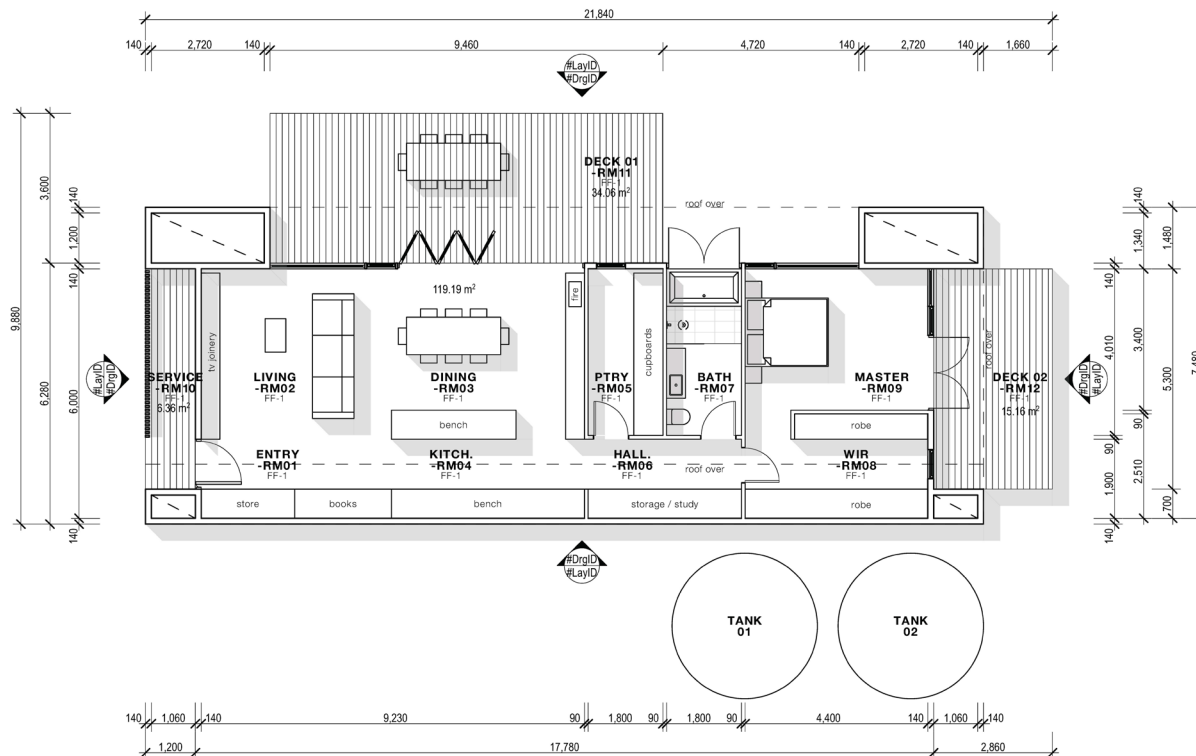 21,840
140
2,720
140
9,460
4,720
140
2,720
140
1,660
#LayID
#DrgID
9,880
3,600
6,280
140
1,200
140
6,000
140
DECK 01
-RM11
FF-1
34.06 m²
roof over
140
1,340
1,480
140
3,400
4,010
5,300
7,480
90
90
2,510
1,900
700
140
119.19 m²
fire
tv joinery
cupboards
roof over
#LayID
#DrgID
SERVICE
-RM10
FF-1
6.36 m²
LIVING
-RM02
FF-1
DINING
-RM03
FF-1
PTRY
-RM05
FF-1
BATH
-RM07
FF-1
MASTER
-RM09
FF-1
DECK 02
-RM12
FF-1
15.16 m²
#DrgID
#LayID
bench
robe
ENTRY
-RM01
FF-1
KITCH.
-RM04
FF-1
HALL.
-RM06
FF-1
roof over
WIR
-RM08
FF-1
store
books
bench
storage / study
robe
#DrgID
#LayID
TANK
01
TANK
02
140
1,060
140
9,230
90
1,800
90
1,800
90
4,400
140
1,060
140
1,200
17,780
2,860